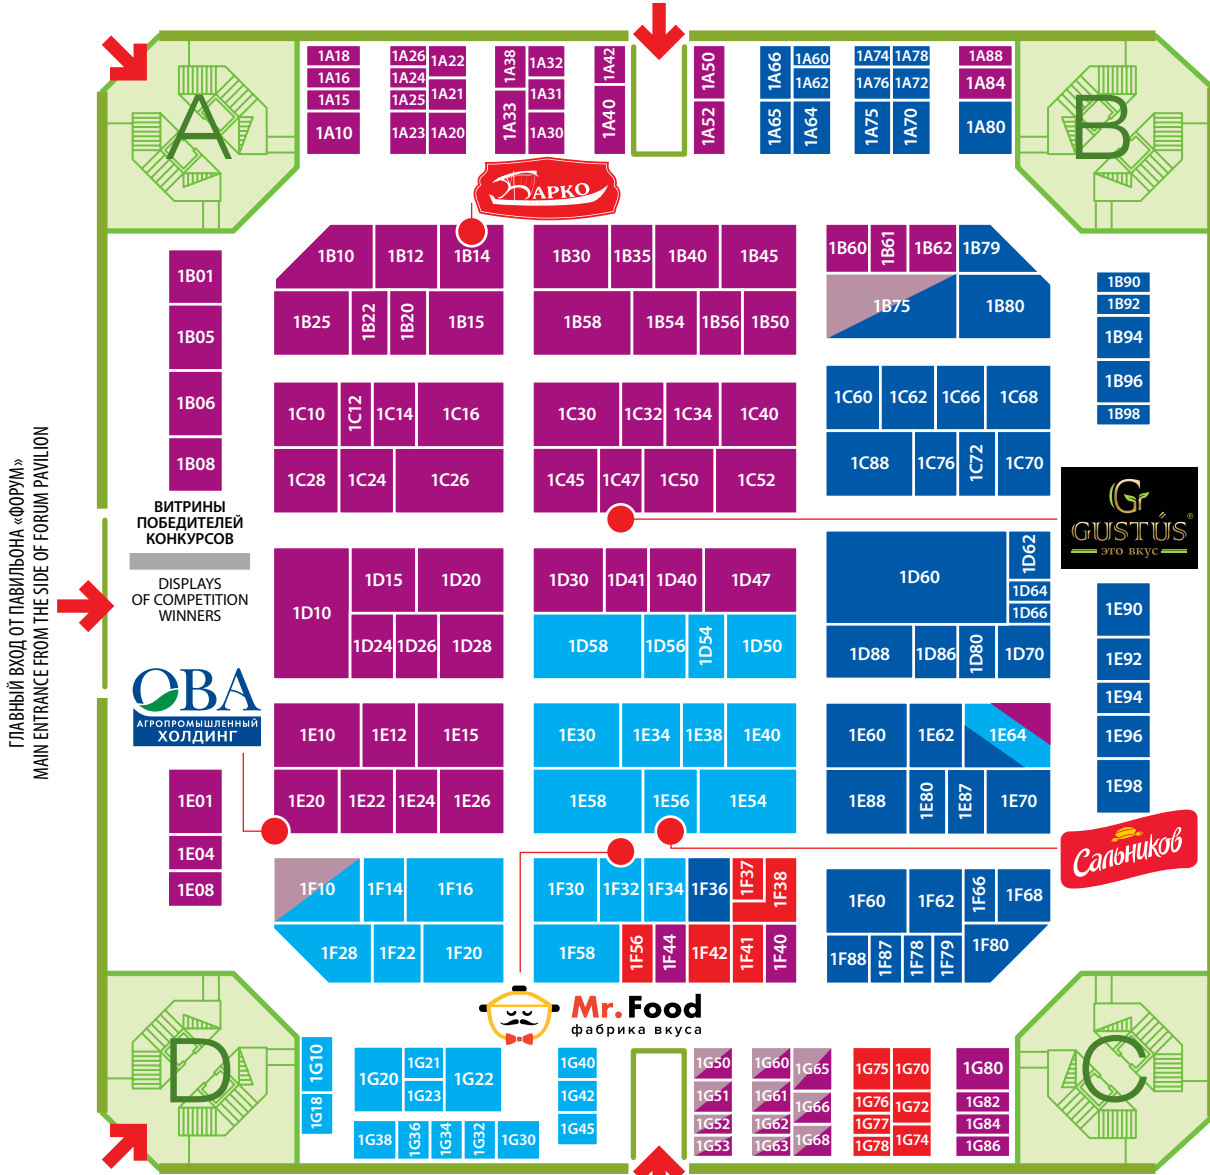 1A18 1A26 1A22 1A38 1A32 1A42 1A50 1A66 1A60 1A74 1A78 1A88
1A16 1A24 1A62 1A76 1A72 1A84
1A15 1A25 1A21 1A33 1A31 1A40 1A52 1A65 1A64 1A75 1A70 1A80
1A10 1A23 1A20 1A30
A
B
БАРКО
1B10 1B12 1B14 1B30 1B35 1B40 1B45 1B60 1B61 1B62 1B79
1B25 1B22 1B20 1B15 1B58 1B54 1B56 1B50 1B75 1B80
1B01
1B05
1B06
1B08
1B90
1B92
1B94
1B96
1B98
1C10 1C12 1C14 1C16 1C30 1C32 1C34 1C40 1C60 1C62 1C66 1C68
1C28 1C24 1C26 1C45 1C47 1C50 1C52 1C88 1C76 1C72 1C70
ГЛАВНЫЙ ВХОД ОТ ПАВИЛЬОНА «ФОРУМ»
MAIN ENTRANCE FROM THE SIDE OF FORUM PAVILION
ВИТРИНЫ
ПОБЕДИТЕЛЕЙ
КОНКУРСОВ
DISPLAYS
OF COMPETITION
WINNERS
G
GUSTÚS®
ЭТО ВКУС
1D10 1D15 1D20 1D30 1D41 1D40 1D47 1D60 1D62
1D64
1D66
1D24 1D26 1D28 1D58 1D56 1D54 1D50 1D88 1D86 1D80 1D70
ОВА
АГРОПРОМЫШЛЕННЫЙ
ХОЛДИНГ
1E90
1E92
1E94
1E96
1E98
1E10 1E12 1E15 1E30 1E34 1E38 1E40 1E60 1E62 1E64
1E20 1E22 1E24 1E26 1E58 1E56 1E54 1E88 1E80 1E87 1E70
1E01
1E04
1E08
Сальников
1F10 1F14 1F16 1F30 1F32 1F34 1F36 1F37 1F38 1F60 1F62 1F66 1F68
1F28 1F22 1F20 1F58 1F56 1F44 1F42 1F41 1F40 1F88 1F87 1F78 1F79 1F80
Mr. Food
фабрика вкуса
D
C
1G10 1G20 1G21 1G22 1G40 1G50 1G60 1G65 1G75 1G70 1G80
1G18 1G23 1G42 1G51 1G61 1G66 1G76 1G72 1G82
1G38 1G36 1G34 1G32 1G30 1G45 1G52 1G62 1G68 1G77 1G74 1G84
1G53 1G63 1G78 1G86